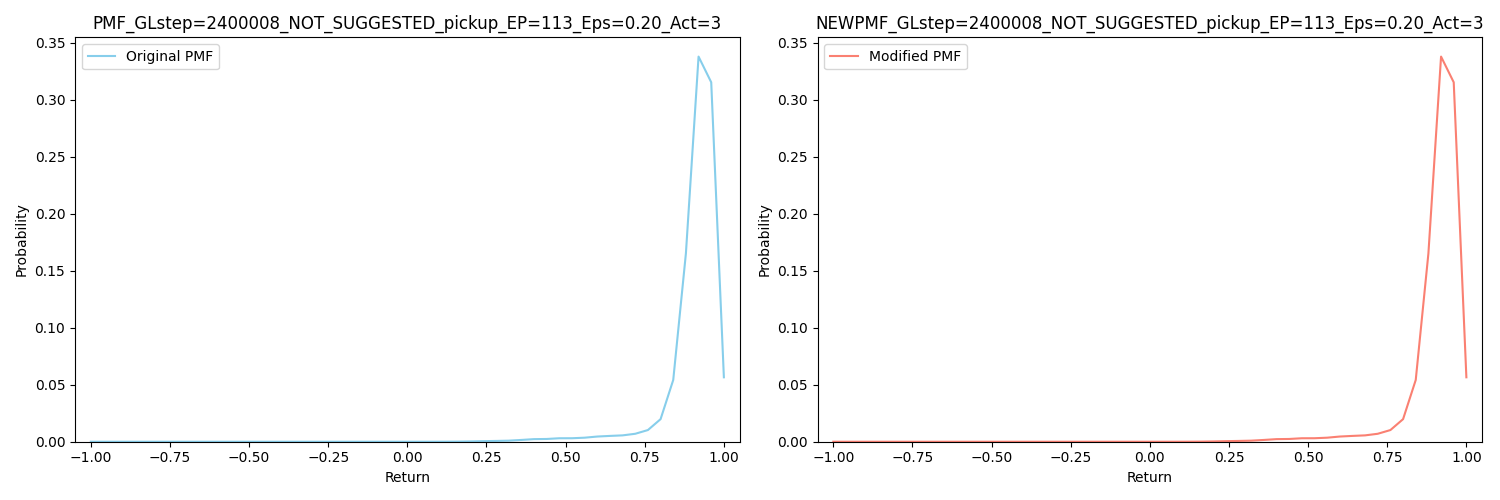 PMF_GLstep=2400008_NOT_SUGGESTED_pickup_EP=113_Eps=0.20_Act=3
Original PMF
0.35
0.30
0.25
0.20
0.15
0.10
0.05
0.00
Probability
−1.00 −0.75 −0.50 −0.25 0.00 0.25 0.50 0.75 1.00
Return
NEWPMF_GLstep=2400008_NOT_SUGGESTED_pickup_EP=113_Eps=0.20_Act=3
Modified PMF
0.35
0.30
0.25
0.20
0.15
0.10
0.05
0.00
Probability
−1.00 −0.75 −0.50 −0.25 0.00 0.25 0.50 0.75 1.00
Return